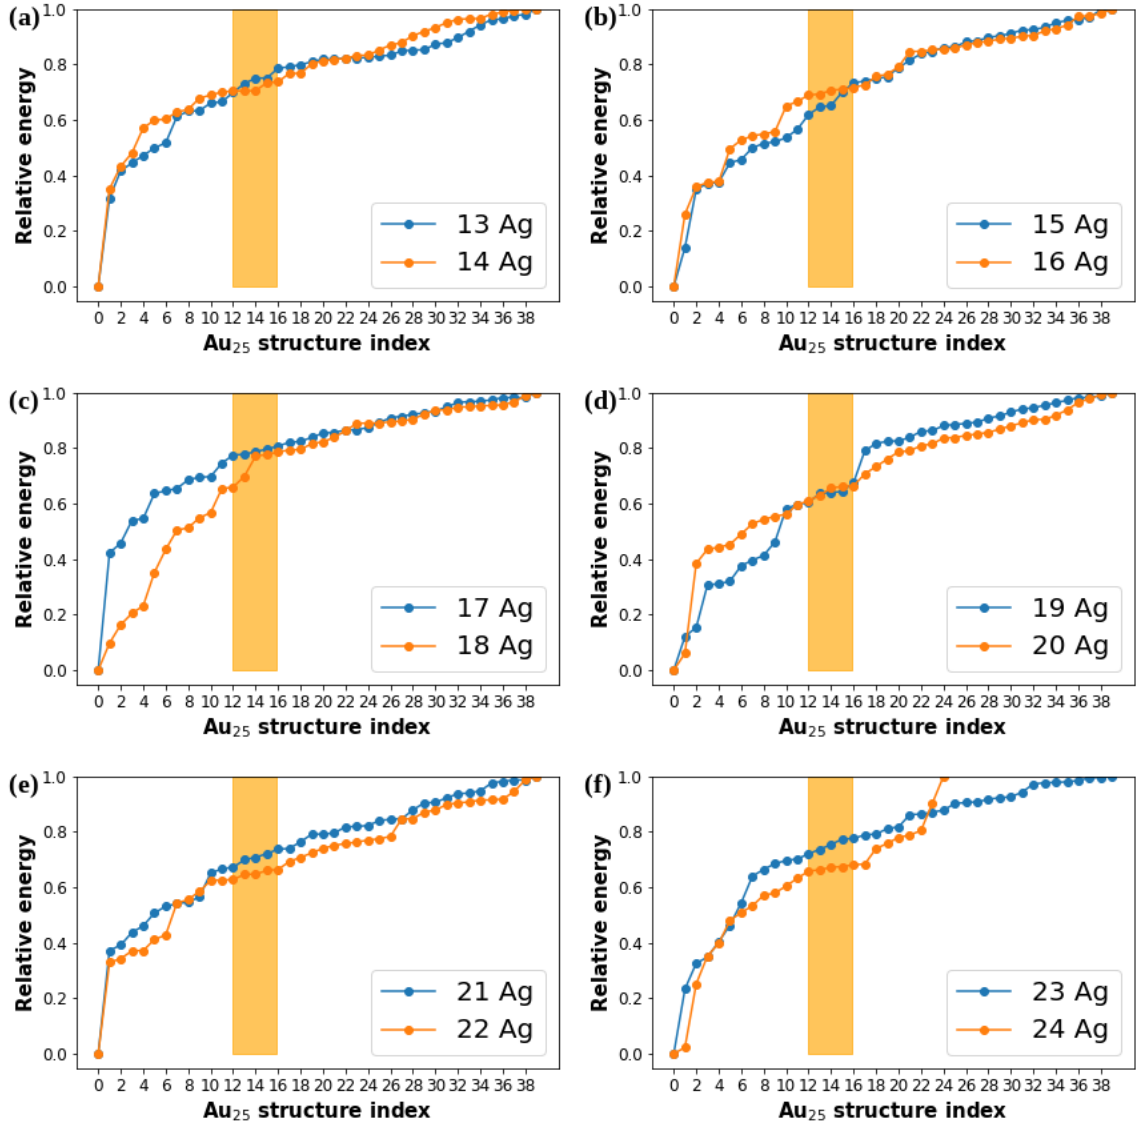 (a)
Relative energy
1.0
0.8
0.6
0.4
0.2
0.0
13 Ag
14 Ag
0 2 4 6 8 10 12 14 16 18 20 22 24 26 28 30 32 34 36 38
Au₂₅ structure index
(b)
Relative energy
1.0
0.8
0.6
0.4
0.2
0.0
15 Ag
16 Ag
0 2 4 6 8 10 12 14 16 18 20 22 24 26 28 30 32 34 36 38
Au₂₅ structure index
(c)
Relative energy
1.0
0.8
0.6
0.4
0.2
0.0
17 Ag
18 Ag
0 2 4 6 8 10 12 14 16 18 20 22 24 26 28 30 32 34 36 38
Au₂₅ structure index
(d)
Relative energy
1.0
0.8
0.6
0.4
0.2
0.0
19 Ag
20 Ag
0 2 4 6 8 10 12 14 16 18 20 22 24 26 28 30 32 34 36 38
Au₂₅ structure index
(e)
Relative energy
1.0
0.8
0.6
0.4
0.2
0.0
21 Ag
22 Ag
0 2 4 6 8 10 12 14 16 18 20 22 24 26 28 30 32 34 36 38
Au₂₅ structure index
(f)
Relative energy
1.0
0.8
0.6
0.4
0.2
0.0
23 Ag
24 Ag
0 2 4 6 8 10 12 14 16 18 20 22 24 26 28 30 32 34 36 38
Au₂₅ structure index